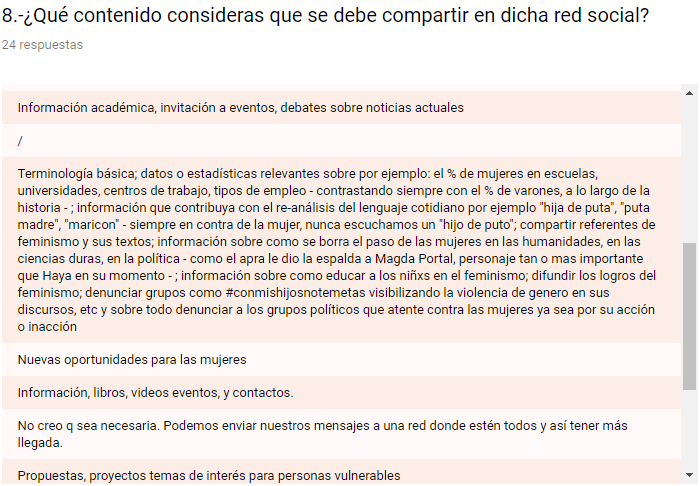 8.-¿Qué contenido consideras que se debe compartir en dicha red social?
24 respuestas
Información académica, invitación a eventos, debates sobre noticias actuales
/
Terminología básica; datos o estadísticas relevantes sobre por ejemplo: el % de mujeres en escuelas,
universidades, centros de trabajo, tipos de empleo - contrastando siempre con el % de varones, a lo largo de la
historia - ; información que contribuya con el re-análisis del lenguaje cotidiano por ejemplo "hija de puta", "puta
madre", "maricon" - siempre en contra de la mujer, nunca escuchamos un "hijo de puto"; compartir referentes de
feminismo y sus textos; información sobre como se borra el paso de las mujeres en las humanidades, en las
ciencias duras, en la política - como el apra le dio la espalda a Magda Portal, personaje tan o mas importante
que Haya en su momento - ; información sobre como educar a los niñxs en el feminismo; difundir los logros del
feminismo; denunciar grupos como #conmishijosnotemetas visibilizando la violencia de genero en sus
discursos, etc y sobre todo denunciar a los grupos políticos que atente contra las mujeres ya sea por su acción
o inacción
Nuevas oportunidades para las mujeres
Información, libros, videos eventos, y contactos.
No creo q sea necesaria. Podemos enviar nuestros mensajes a una red donde estén todos y así tener más
llegada.
Propuestas, proyectos temas de interés para personas vulnerables